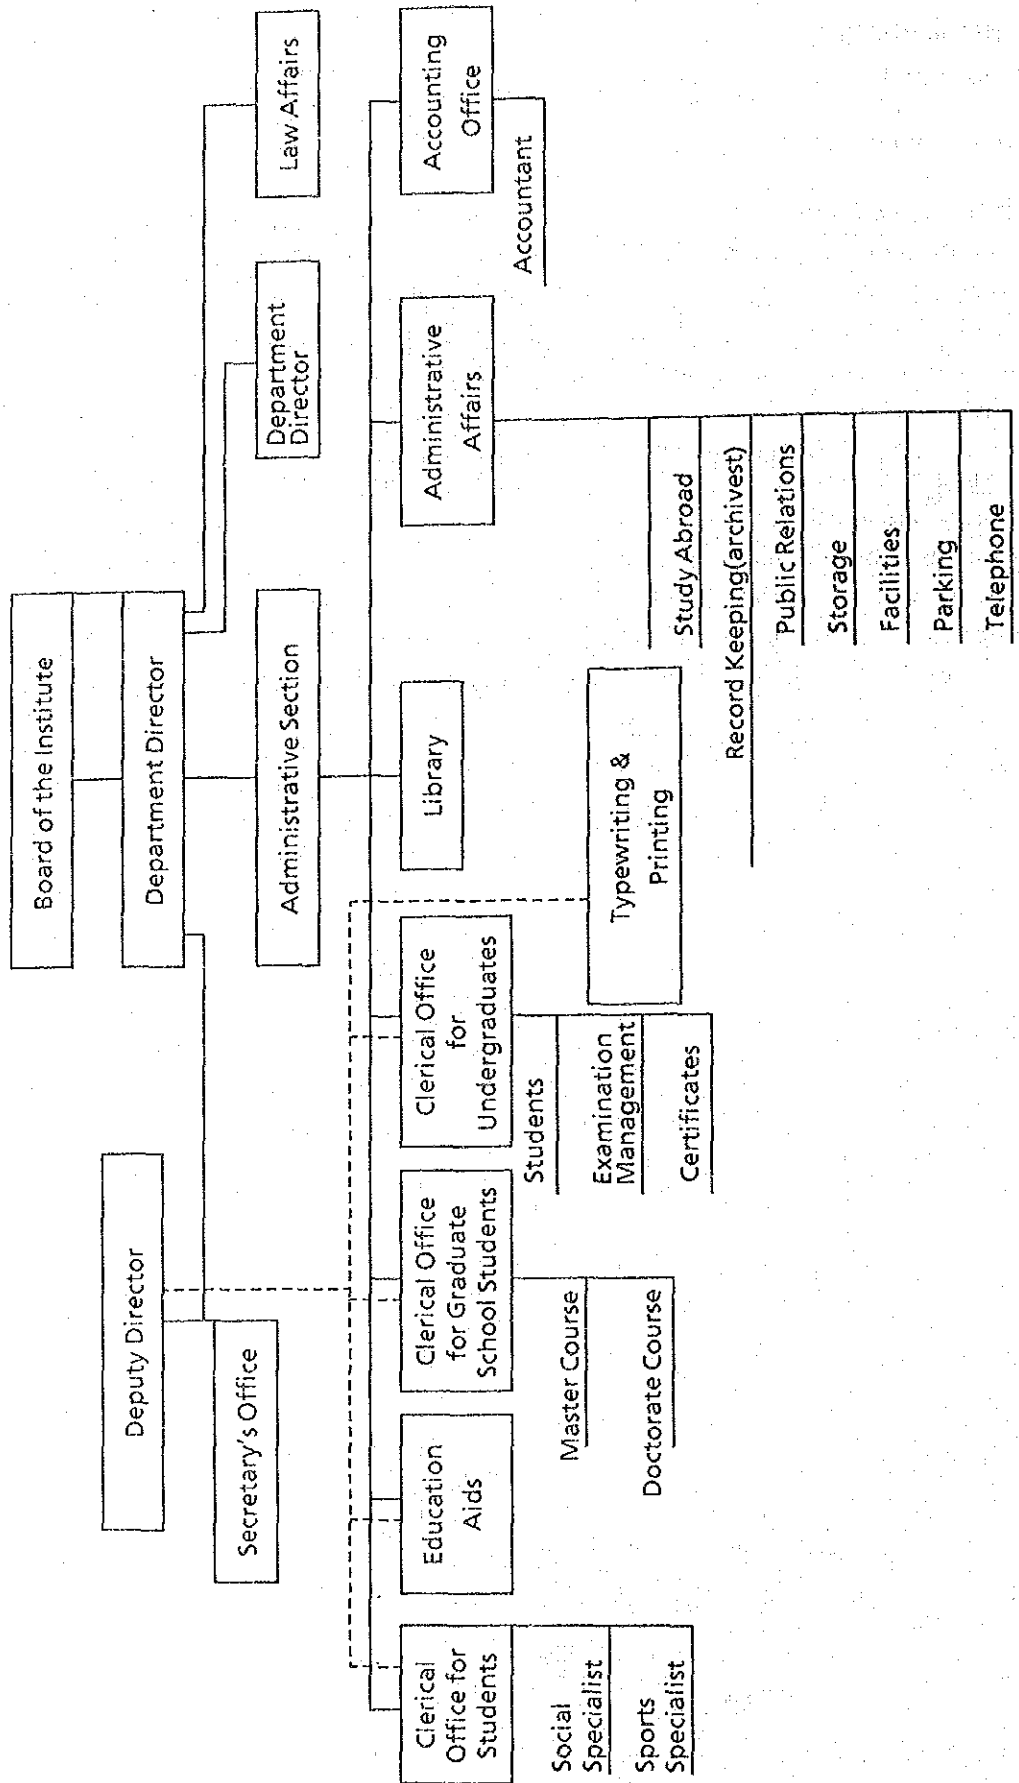 Board of the Institute
Department Director
Deputy Director
Secretary's Office
Administrative Section
Department
Director
Law Affairs
Clerical
Office for
Students
Social
Specialist
Sports
Specialist
Education
Aids
Clerical Office
for Graduate
School Students
Master Course
Doctorate Course
Clerical Office
for
Undergraduates
Students
Examination
Management
Certificates
Typewriting &
Printing
Library
Administrative
Affairs
Study Abroad
Record Keeping(archivest)
Public Relations
Storage
Facilities
Parking
Telephone
Accounting
Office
Accountant